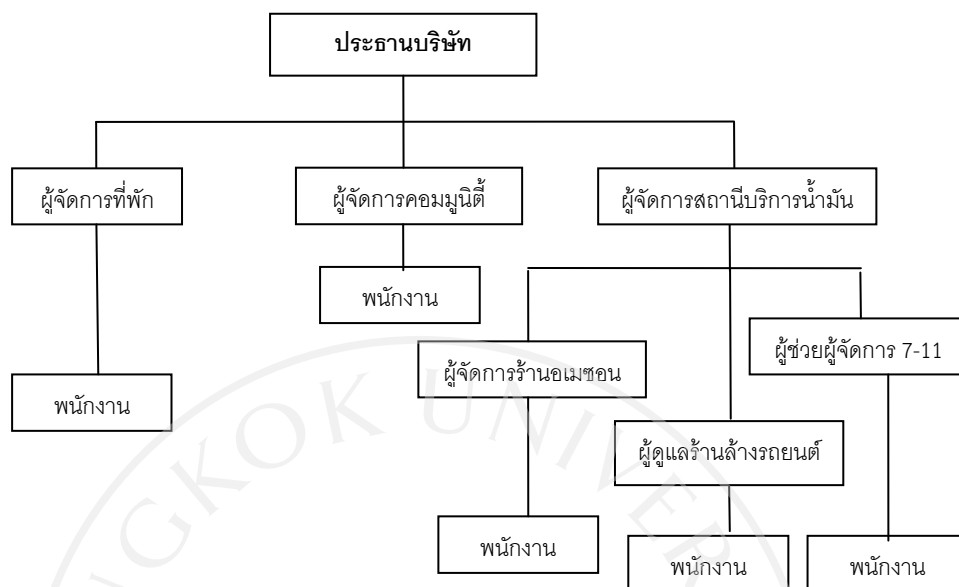 ประธานบริษัท
ผู้จัดการที่พัก
ผู้จัดการคอมมูนิตี้
ผู้จัดการสถานีบริการน้ำมัน
พนักงาน
ผู้ช่วยผู้จัดการ 7-11
ผู้จัดการร้านอเมซอน
พนักงาน
ผู้ดูแลร้านล้างรถยนต์
พนักงาน
พนักงาน
พนักงาน
NGKOK UNIVER